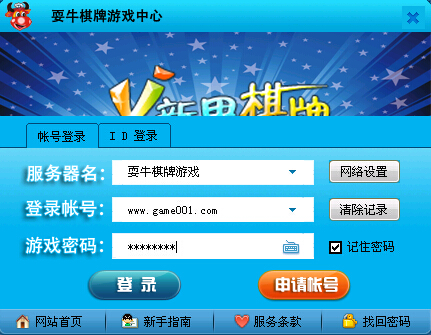 耍牛棋牌游戏中心
新界棋牌
帐号登录 ID 登录
服务器名: 耍牛棋牌游戏 网络设置
登录帐号: www.game001.com 清除记录
游戏密码: ******** 记住密码
登录 申请帐号
网站首页 新手指南 服务条款 找回密码